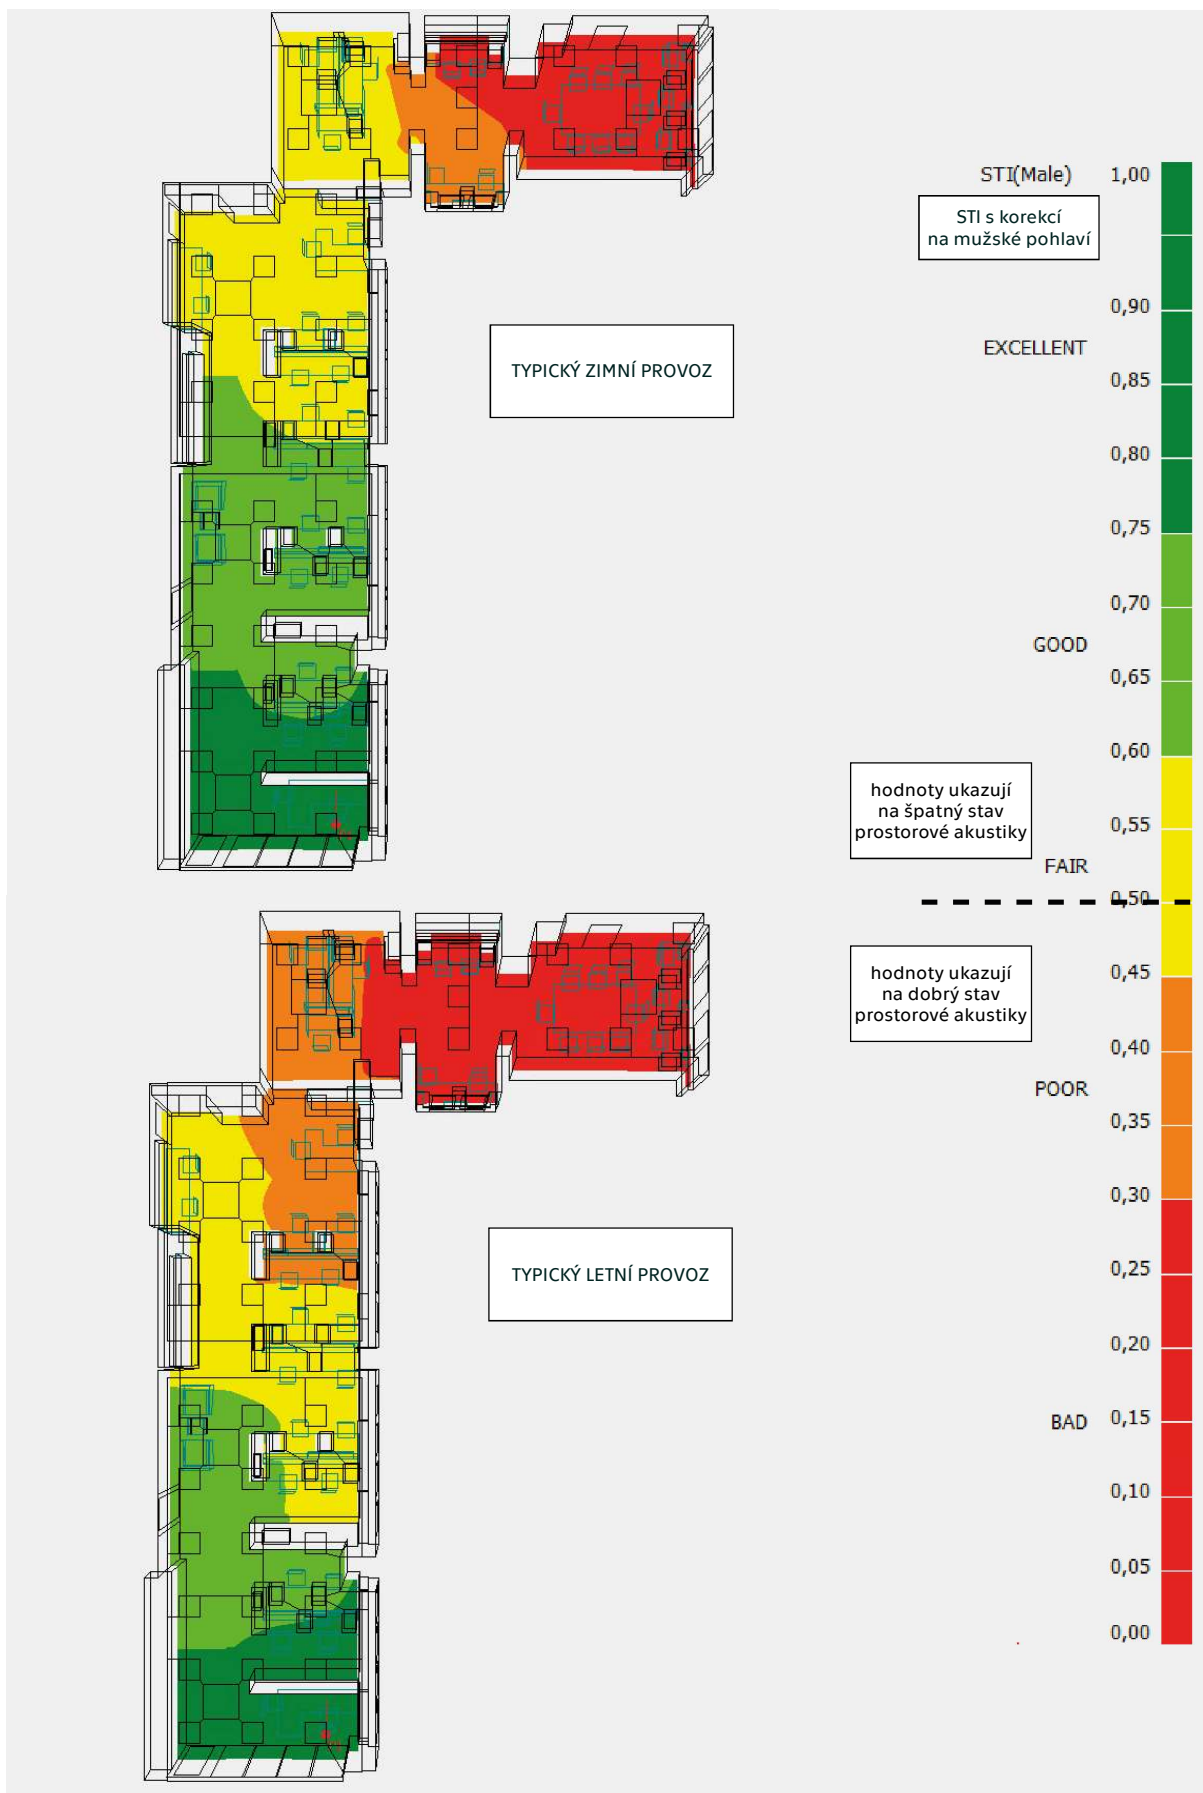 STI(Male) 1,00
STI s korekcí
na mužské pohlaví
0,90
EXCELLENT
TYPICKÝ ZIMNÍ PROVOZ
0,85
0,80
0,75
0,70
GOOD
0,65
0,60
hodnoty ukazují
na špatný stav
prostorové akustiky
0,55
FAIR
0,50
hodnoty ukazují
na dobrý stav
prostorové akustiky
0,45
0,40
POOR
0,35
0,30
TYPICKÝ LETNÍ PROVOZ
0,25
0,20
BAD 0,15
0,10
0,05
0,00